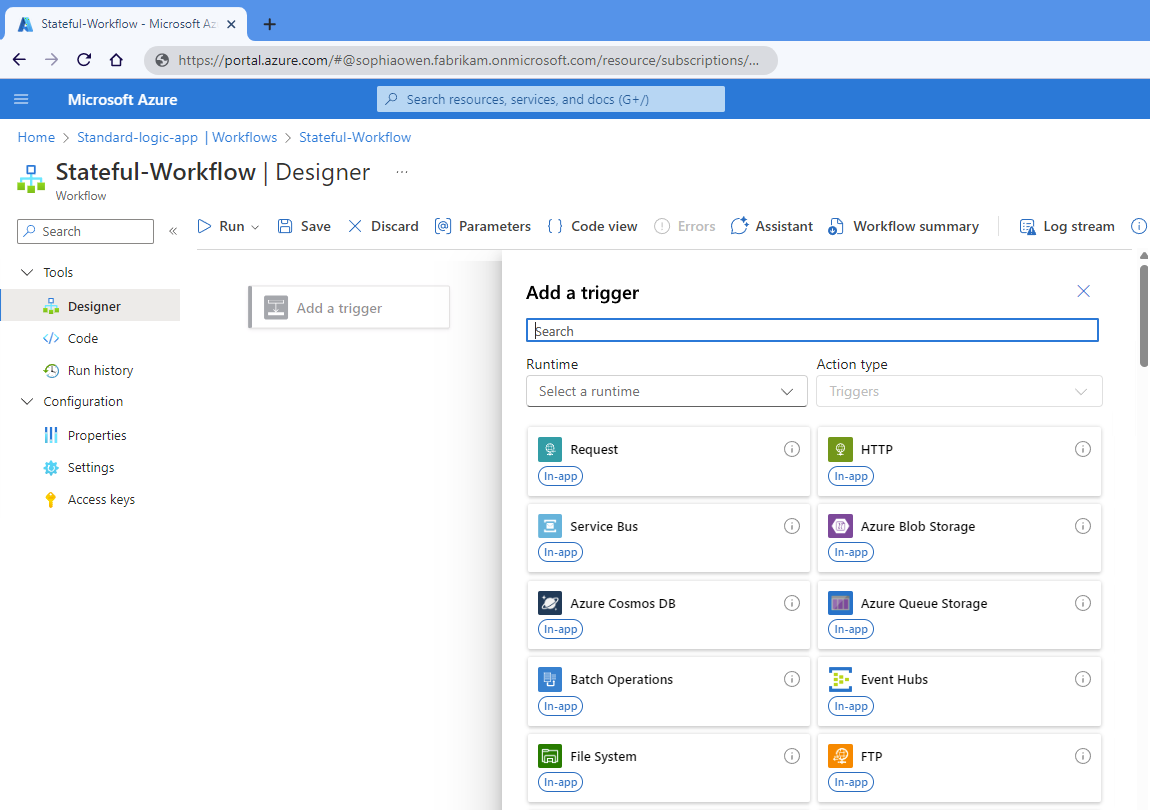 Stateful-Workflow - Microsoft Az
https://portal.azure.com/#@sophiaowen.fabrikam.onmicrosoft.com/resource/subscriptions/...
Microsoft Azure
Search resources, services, and docs (G+/)
Home > Standard-logic-app | Workflows > Stateful-Workflow
Stateful-Workflow | Designer ...
Workflow
Search «
Run
Save
Discard
Parameters
Code view
Errors
Assistant
Workflow summary
Log stream
Tools
Designer
Code
Run history
Configuration
Properties
Settings
Access keys
Add a trigger
Add a trigger
Search
Runtime
Action type
Select a runtime
Triggers
Request
In-app
HTTP
In-app
Service Bus
In-app
Azure Blob Storage
In-app
Azure Cosmos DB
In-app
Azure Queue Storage
In-app
Batch Operations
In-app
Event Hubs
In-app
File System
In-app
FTP
In-app